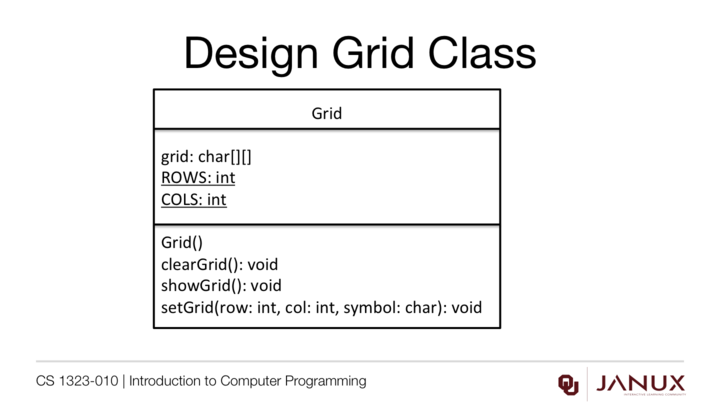 Design Grid Class
Grid
grid: char[][]
ROWS: int
COLS: int
Grid()
clearGrid(): void
showGrid(): void
setGrid(row: int, col: int, symbol: char): void
CS 1323-010 | Introduction to Computer Programming
JANUX
INTERACTIVE LEARNING COMMUNITY